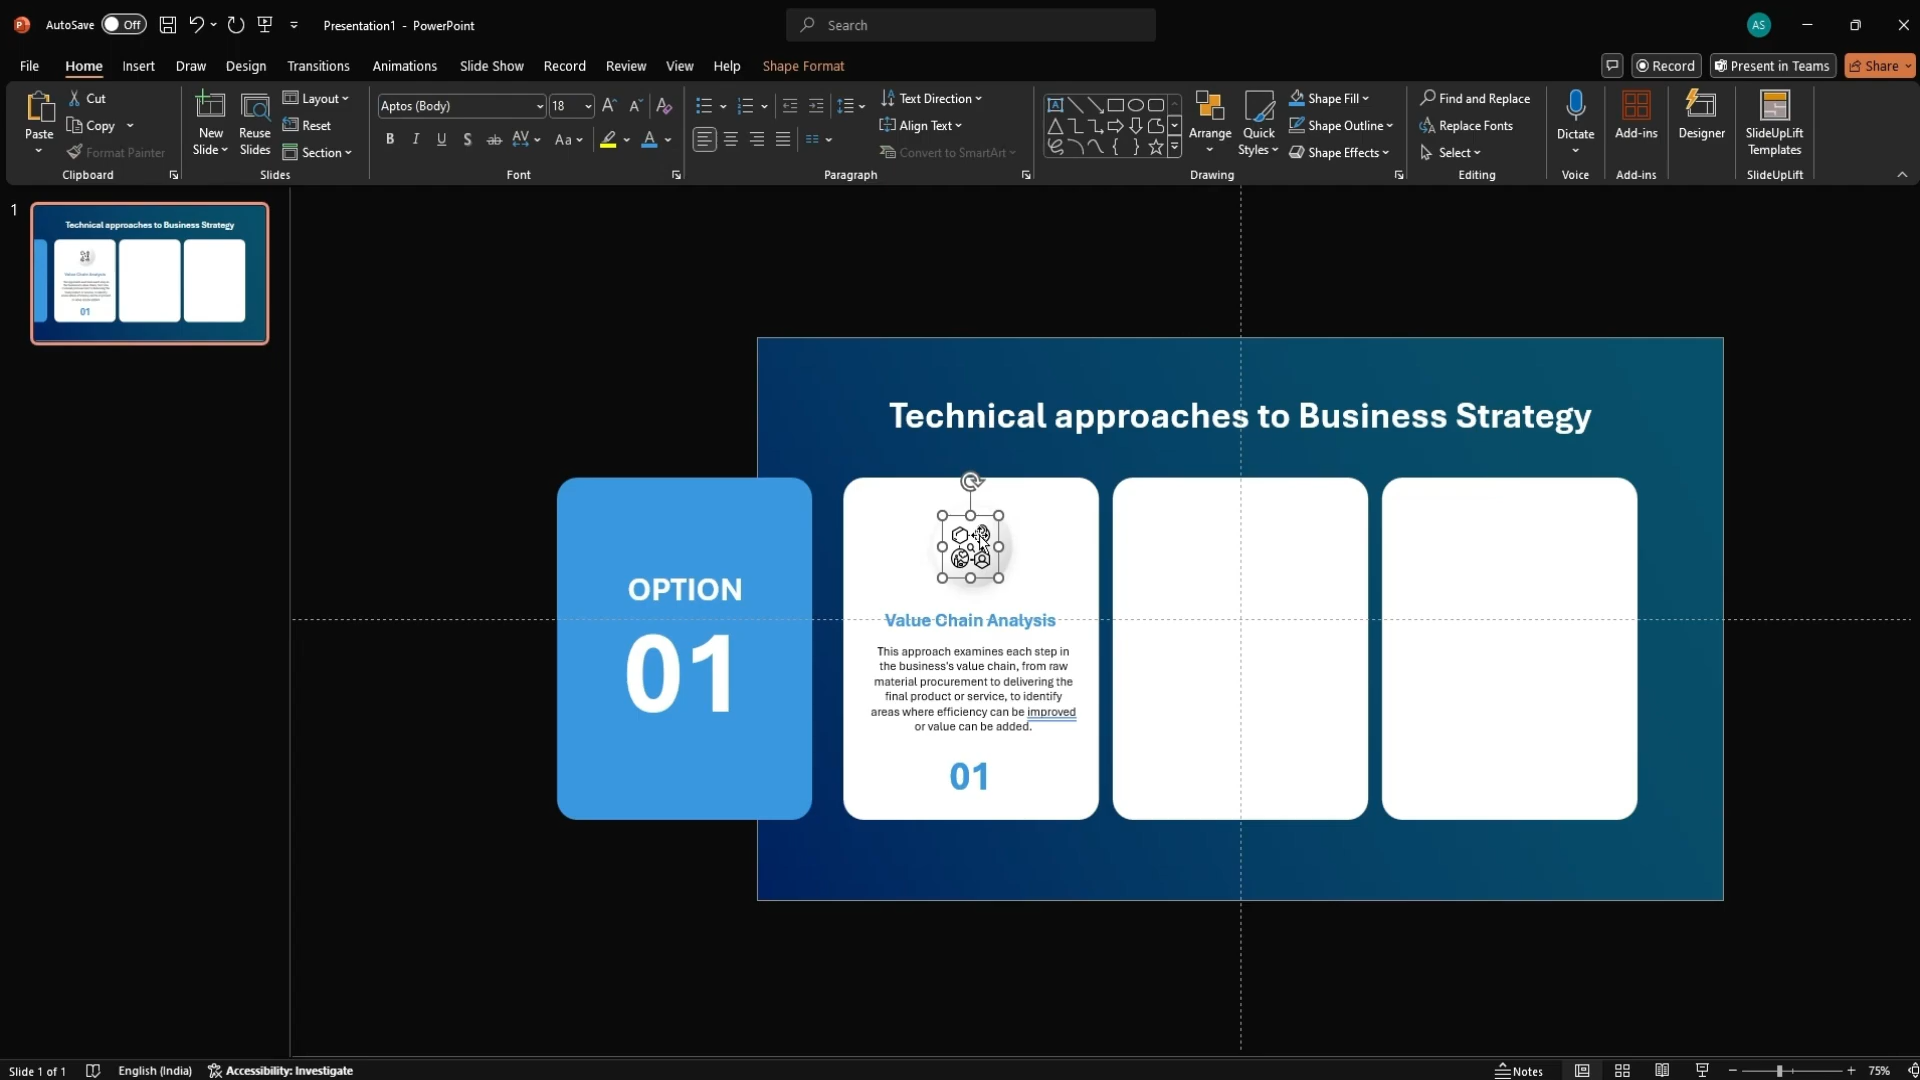 AutoSave Off Presentation1 - PowerPoint Search AS
File Home Insert Draw Design Transitions Animations Slide Show Record Review View Help Shape Format Record Present in Teams Share
Paste
Cut
Copy
Format Painter
Clipboard
New Slide
Reuse Slides
Layout
Reset
Section
Slides
Aptos (Body) 18
Font
Text Direction
Align Text
Convert to SmartArt
Paragraph
Arrange
Quick Styles
Shape Fill
Shape Outline
Shape Effects
Drawing
Find and Replace
Replace Fonts
Select
Editing
Dictate
Voice
Add-ins
Add-ins
Designer
SlideUpLift Templates
SlideUpLift
1
Technical approaches to Business Strategy
Value Chain Analysis
01
Technical approaches to Business Strategy
OPTION
01
Value Chain Analysis
This approach examines each step in
the business's value chain, from raw
material procurement to delivering the
final product or service, to identify
areas where efficiency can be improved
or value can be added.
01
Slide 1 of 1 English (India) Accessibility: Investigate Notes 75%